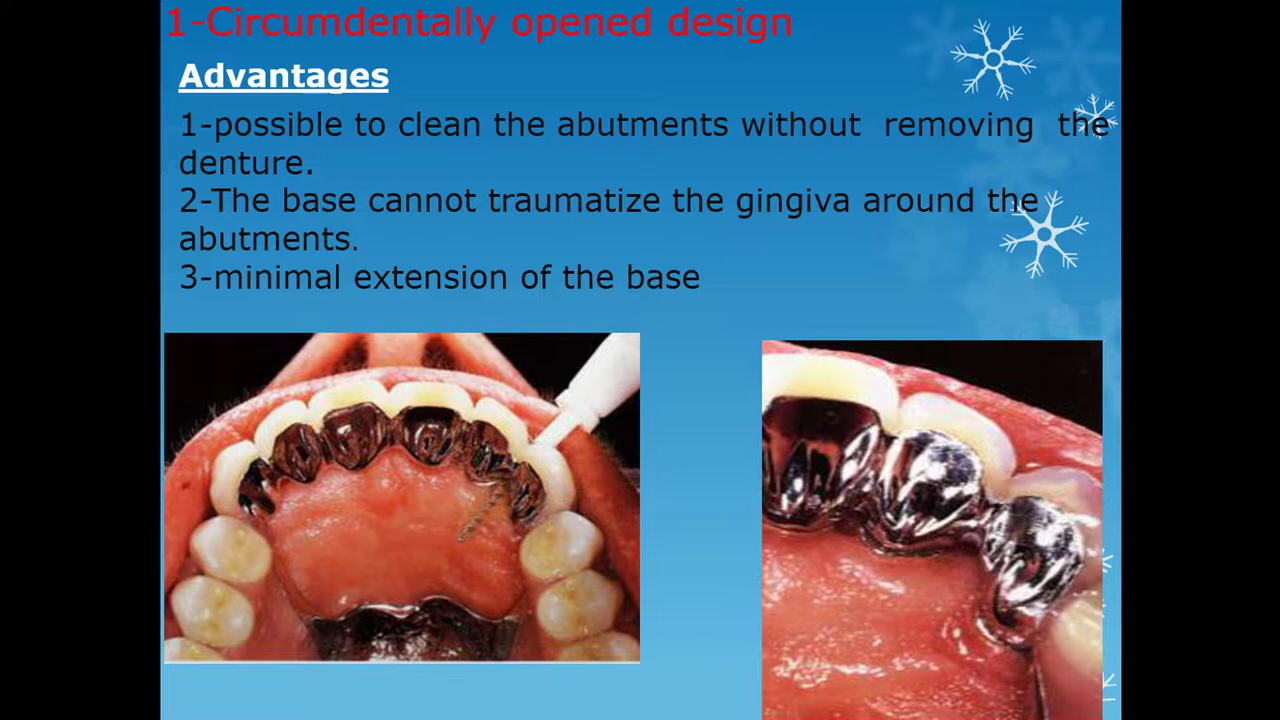 1-Circumdentally opened design
Advantages
1-possible to clean the abutments without removing the
denture.
2-The base cannot traumatize the gingiva around the
abutments.
3-minimal extension of the base